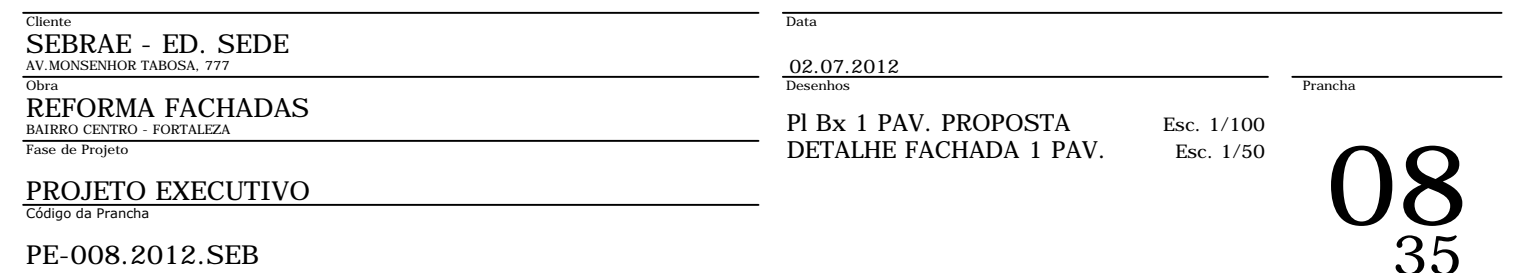 Cliente
SEBRAE - ED. SEDE
AV.MONSENHOR TABOSA, 777
Obra
REFORMA FACHADAS
BAIRRO CENTRO - FORTALEZA
Fase de Projeto
PROJETO EXECUTIVO
Código da Prancha
PE-008.2012.SEB
Data
02.07.2012
Desenhos
Pl Bx 1 PAV. PROPOSTA Esc. 1/100
DETALHE FACHADA 1 PAV. Esc. 1/50
Prancha
08
35